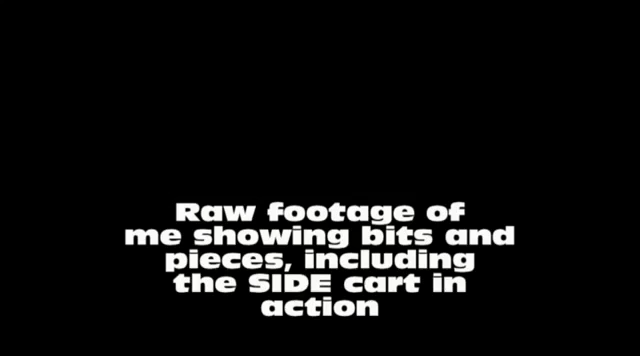 Raw footage of
me showing bits and
pieces, including
the SIDE cart in
action